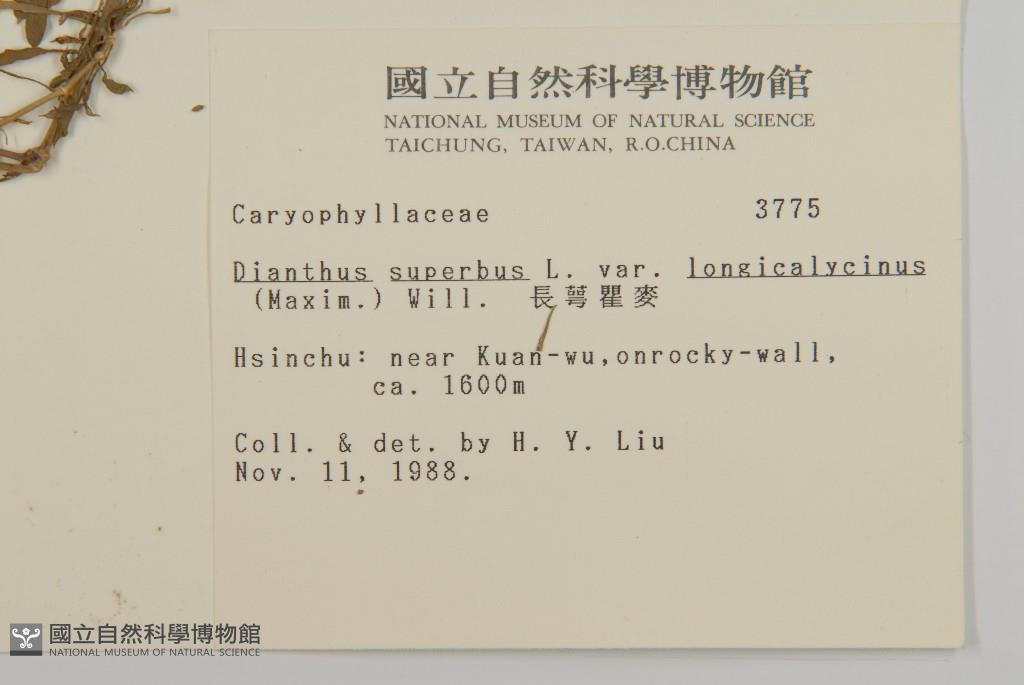 國立自然科學博物館
NATIONAL MUSEUM OF NATURAL SCIENCE
TAICHUNG, TAIWAN, R.O.CHINA
Caryophyllaceae 3775
Dianthus superbus L. var. longicalycinus
(Maxim.) Will. 長萼瞿麥
Hsinchu: near Kuan-wu,onrocky-wall,
ca. 1600m
Coll. & det. by H. Y. Liu
Nov. 11, 1988.
國立自然科學博物館
NATIONAL MUSEUM OF NATURAL SCIENCE